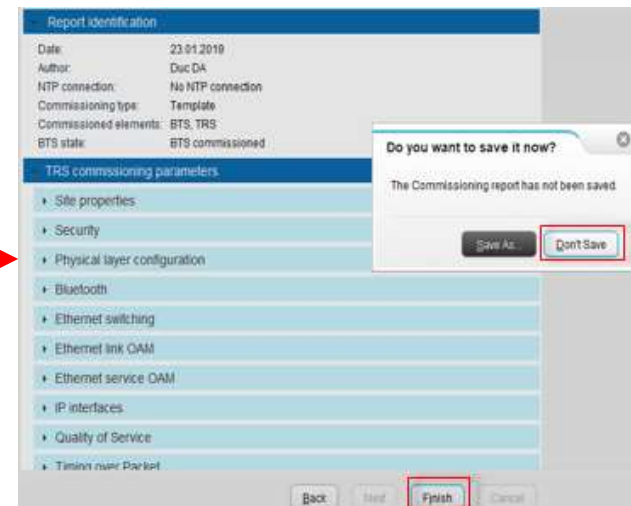 Report identification
Date: 23.01.2019
Author: Duc DA
NTP connection: No NTP connection
Commissioning type: Template
Commissioned elements: BTS, TRS
BTS state: BTS commissioned
TRS commissioning parameters
Site properties
Security
Physical layer configuration
Bluetooth
Ethernet switching
Ethernet link OAM
Ethernet service OAM
IP interfaces
Quality of Service
Timing over Packet
Do you want to save it now?
The Commissioning report has not been saved.
Save As...
Don't Save
Back Next Finish Cancel